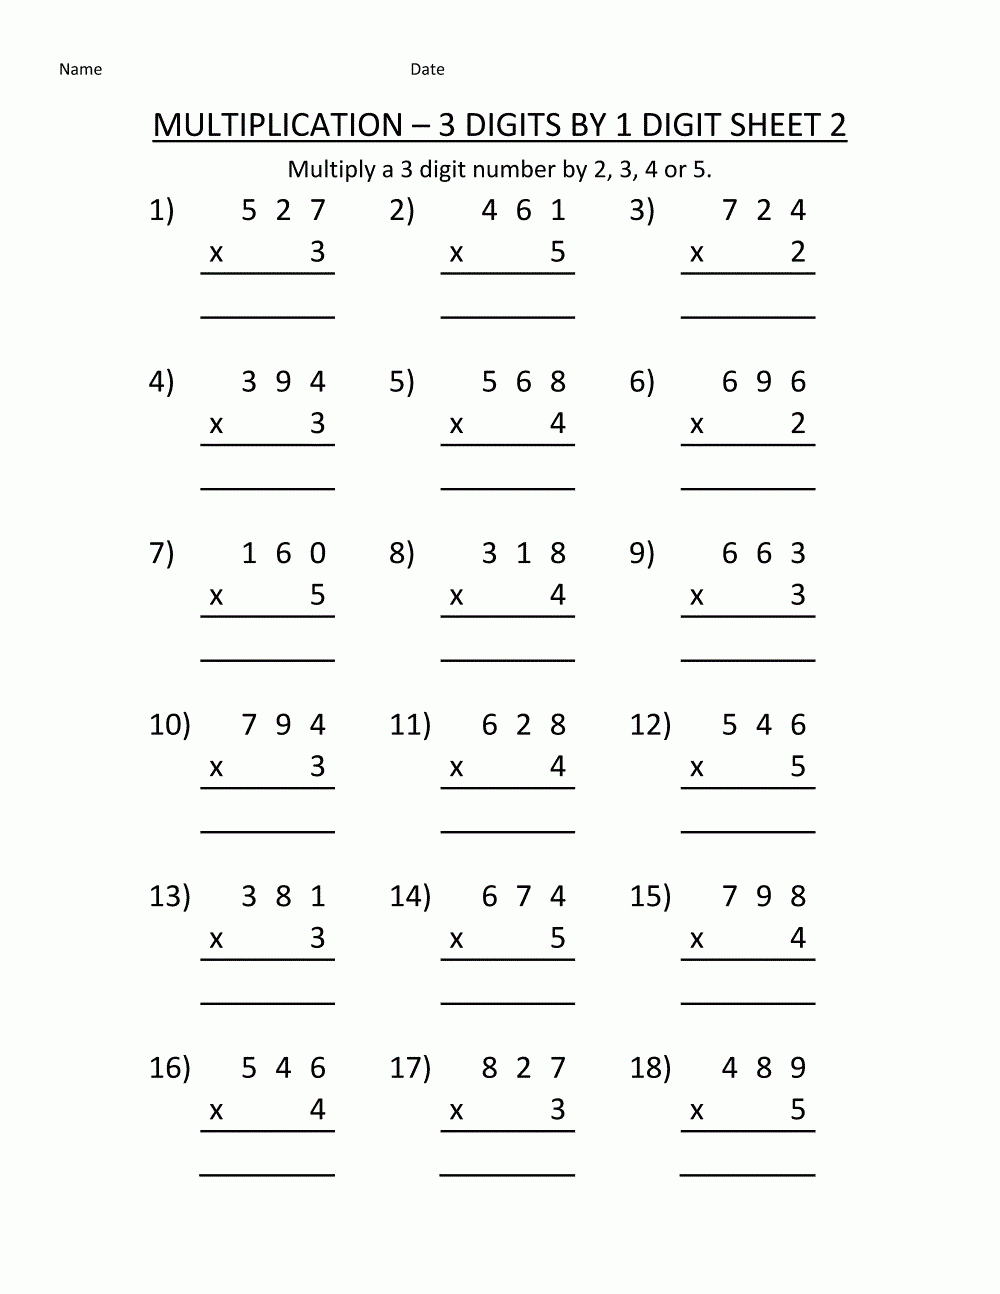 Name Date
MULTIPLICATION – 3 DIGITS BY 1 DIGIT SHEET 2
Multiply a 3 digit number by 2, 3, 4 or 5.
1) 5 2 7 2) 4 6 1 3) 7 2 4
x 3 x 5 x 2
4) 3 9 4 5) 5 6 8 6) 6 9 6
x 3 x 4 x 2
7) 1 6 0 8) 3 1 8 9) 6 6 3
x 5 x 4 x 3
10) 7 9 4 11) 6 2 8 12) 5 4 6
x 3 x 4 x 5
13) 3 8 1 14) 6 7 4 15) 7 9 8
x 3 x 5 x 4
16) 5 4 6 17) 8 2 7 18) 4 8 9
x 4 x 3 x 5